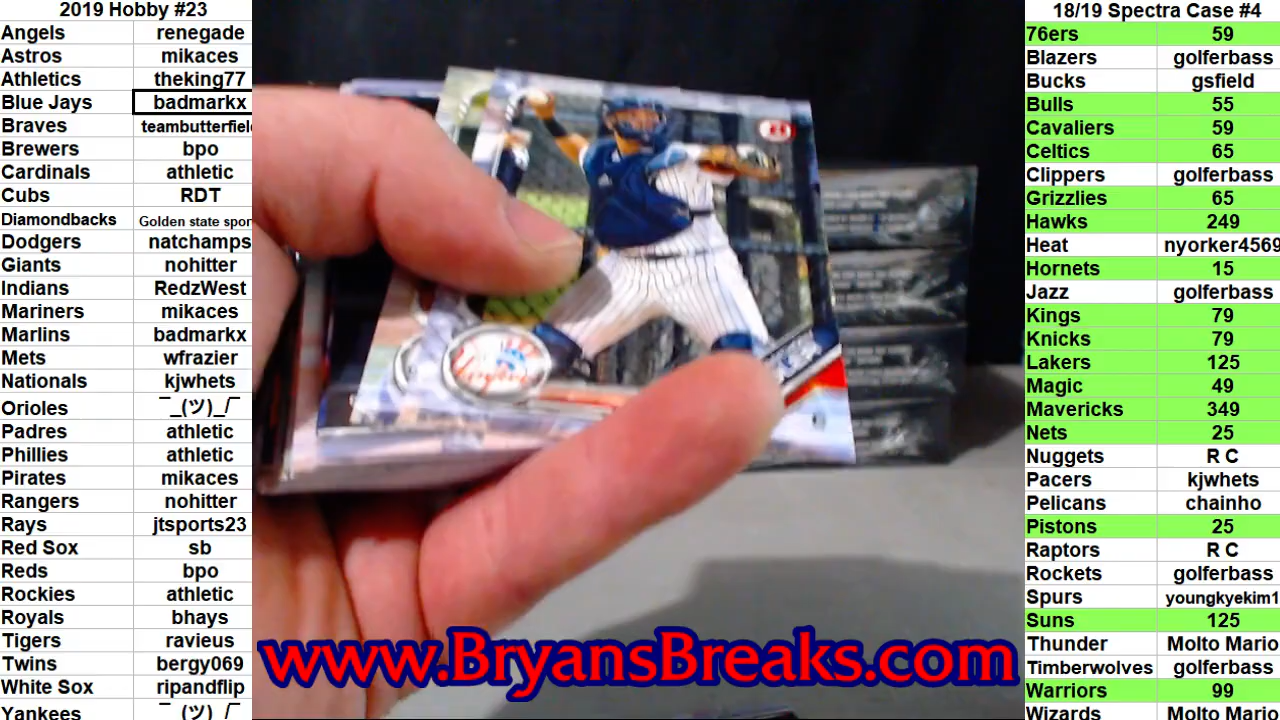 2019 Hobby #23
Angels renegade
Astros mikaces
Athletics theking77
Blue Jays badmarkx
Braves teambutterfiel
Brewers bpo
Cardinals athletic
Cubs RDT
Diamondbacks Golden state spor
Dodgers natchamps
Giants nohitter
Indians RedzWest
Mariners mikaces
Marlins badmarkx
Mets wfrazier
Nationals kjwhets
Orioles ¯_(ツ)_/¯
Padres athletic
Phillies athletic
Pirates mikaces
Rangers nohitter
Rays jtsports23
Red Sox sb
Reds bpo
Rockies athletic
Royals bhays
Tigers ravieus
Twins bergy069
White Sox ripandflip
Yankees ¯_(ツ)_/¯
Yankees
www.BryansBreaks.com
18/19 Spectra Case #4
76ers 59
Blazers golferbass
Bucks gsfield
Bulls 55
Cavaliers 59
Celtics 65
Clippers golferbass
Grizzlies 65
Hawks 249
Heat nyorker4569
Hornets 15
Jazz golferbass
Kings 79
Knicks 79
Lakers 125
Magic 49
Mavericks 349
Nets 25
Nuggets R C
Pacers kjwhets
Pelicans chainho
Pistons 25
Raptors R C
Rockets golferbass
Spurs youngkyekim1
Suns 125
Thunder Molto Mario
Timberwolves golferbass
Warriors 99
Wizards Molto Mario